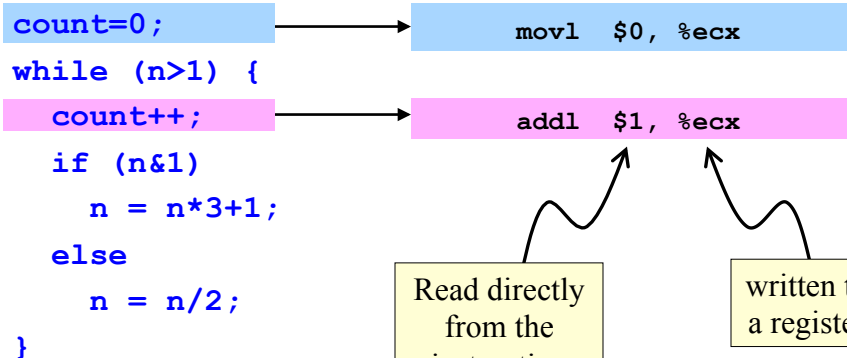 count=0;
movl $0, %ecx
while (n>1) {
count++;
addl $1, %ecx
if (n&1)
n = n*3+1;
else
n = n/2;
}
Read directly
from the
written
a